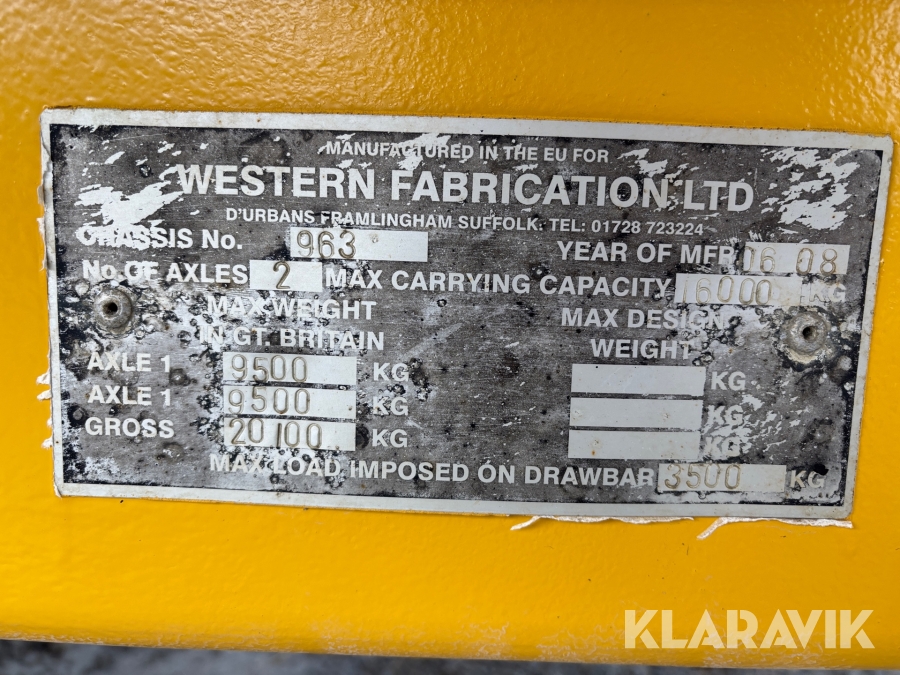 MANUFACTURED IN THE EU FOR
WESTERN FABRICATION LTD
D'URBANS FRAMLINGHAM SUFFOLK. TEL: 01728 723224
CHASSIS No. 963 YEAR OF MFR 06 08
No OF AXLES 2 MAX CARRYING CAPACITY 16000 KG
MAX WEIGHT IN GT. BRITAIN
MAX DESIGN WEIGHT
AXLE 1 9500 KG KG
AXLE 1 9500 KG KG
GROSS 20100 KG KG
MAX LOAD IMPOSED ON DRAWBAR 3500 KG
KLARAVIK